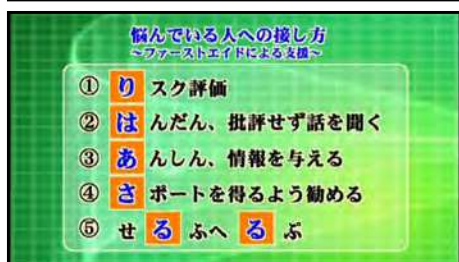 悩んでいる人への接し方
~ファーストエイドによる支援~
① りスク評価
② はんだん、批評せず話を聞く
③ あんしん、情報を与える
④ さポートを得るよう勧める
⑤ せるふへるぷ